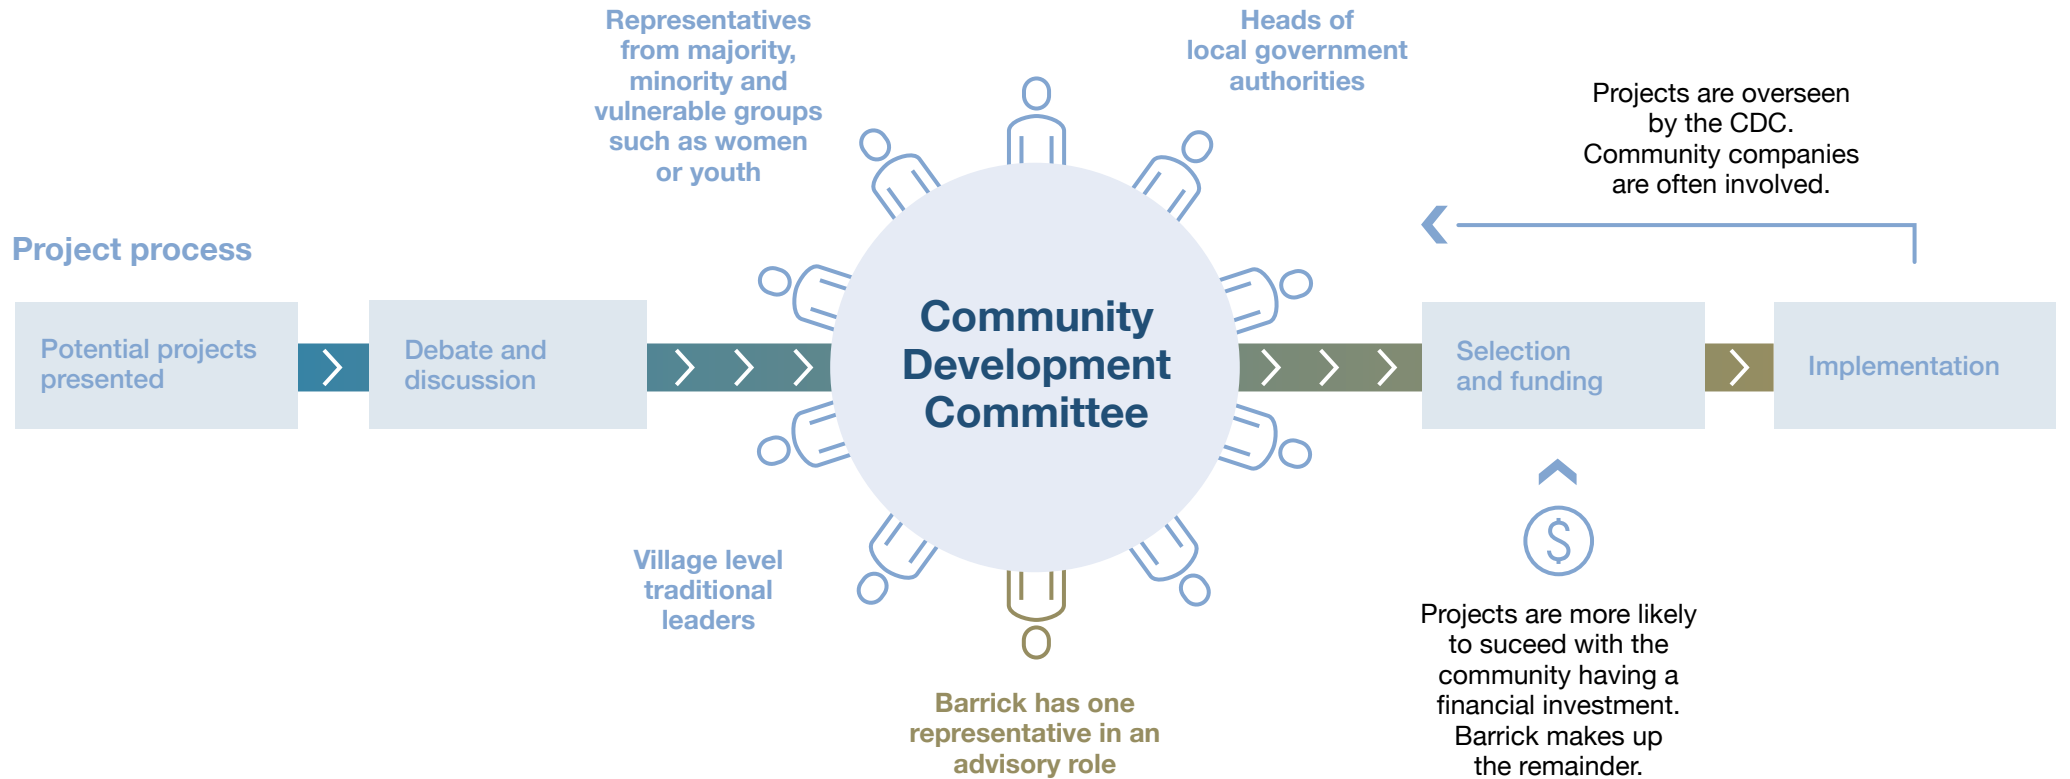 Representatives
from majority,
minority and
vulnerable groups
such as women
or youth
Heads of
local government
authorities
Projects are overseen
by the CDC.
Community companies
are often involved.
Project process
Potential projects
presented
Debate and
discussion
Community
Development
Committee
Selection
and funding
Implementation
Village level
traditional
leaders
Barrick has one
representative in an
advisory role
$
Projects are more likely
to suceed with the
community having a
financial investment.
Barrick makes up
the remainder.